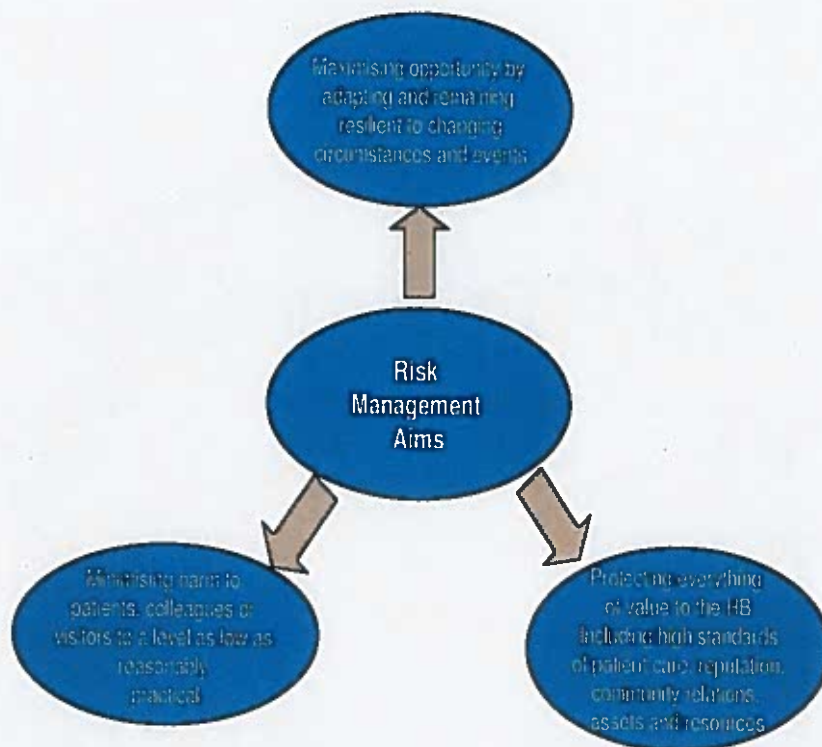 Maximising opportunity by
adapting and remaining
resilient to changing
circumstances and events
Risk
Management
Aims
Minimising harm to
patients, colleagues or
visitors to a level as low as
reasonably
practical
Protecting everything
of value to the HB
including high standards
of patient care, reputation,
community relations,
assets and resources